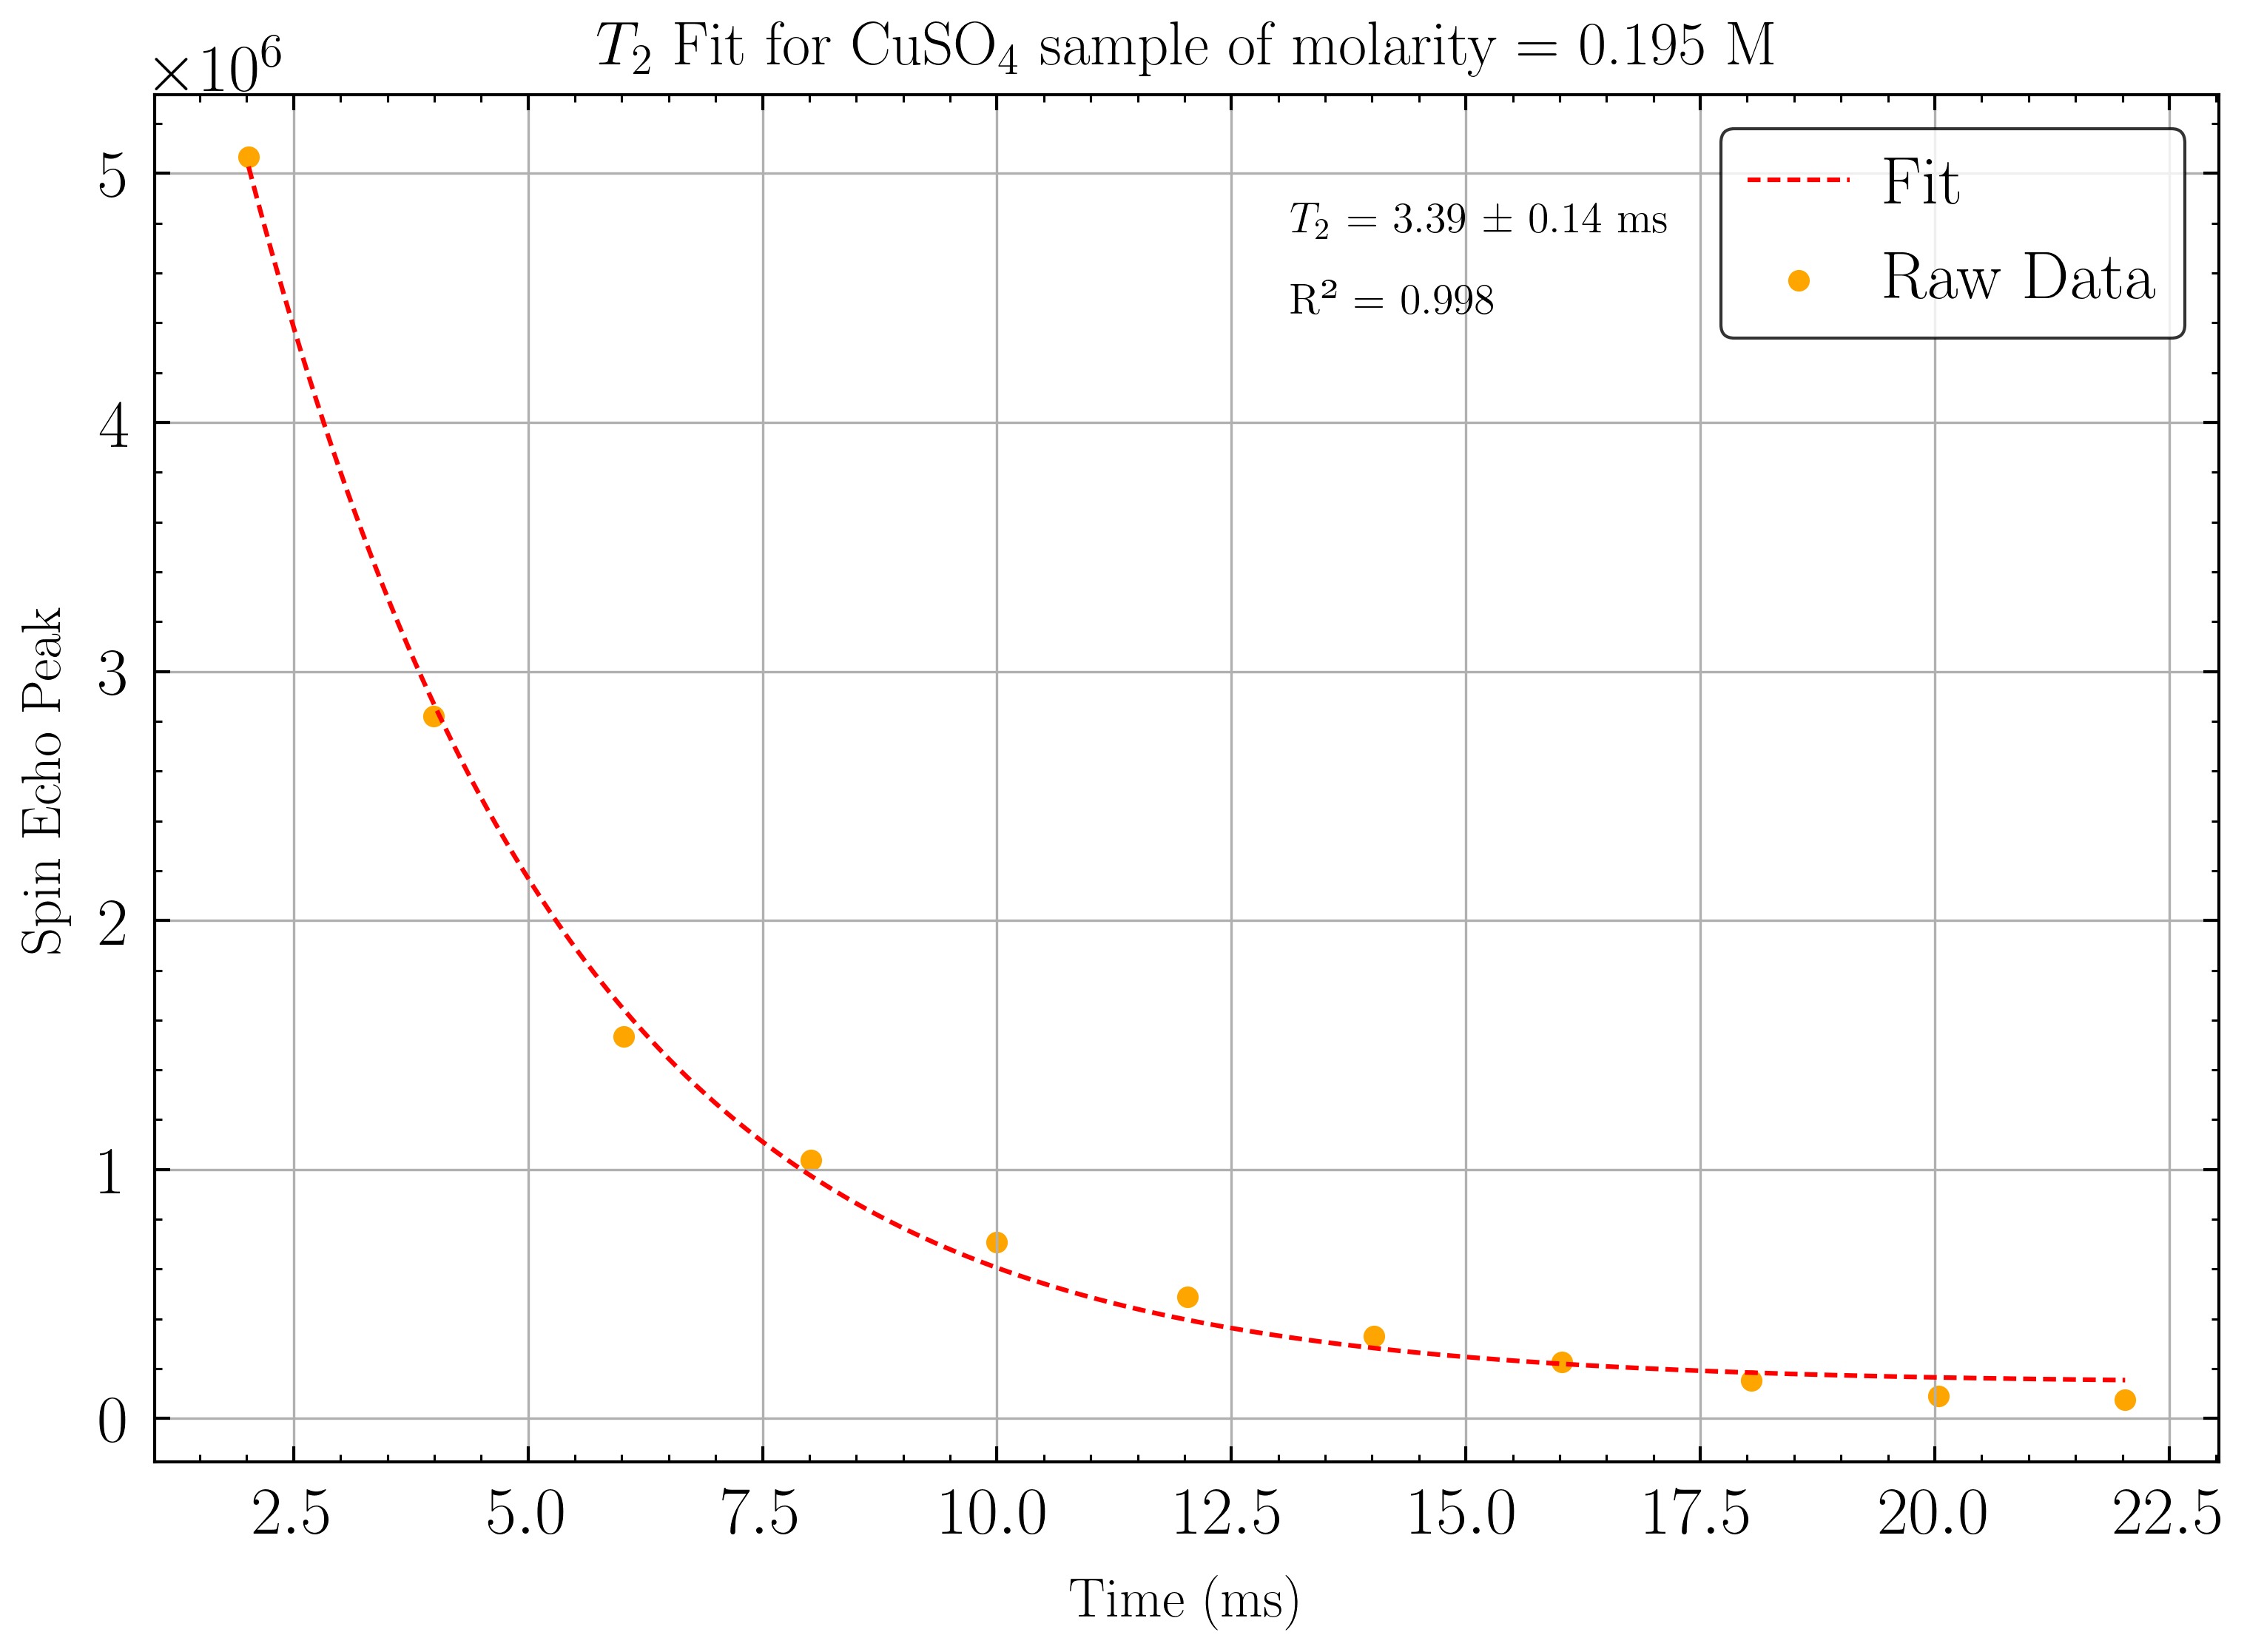 T₂ Fit for CuSO₄ sample of molarity = 0.195 M
×10⁶
Fit
Raw Data
T₂ = 3.39 ± 0.14 ms
R² = 0.998
5
4
3
2
1
0
Spin Echo Peak
2.5 5.0 7.5 10.0 12.5 15.0 17.5 20.0 22.5
Time (ms)